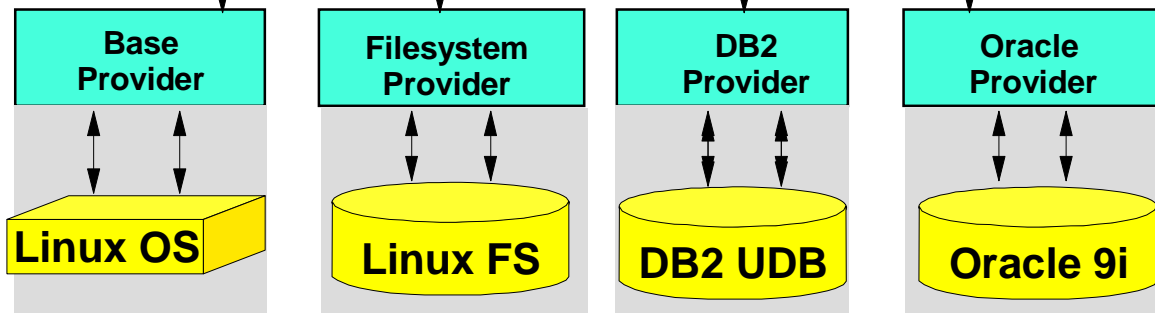 Base
Provider
Filesystem
Provider
DB2
Provider
Oracle
Provider
Linux OS
Linux FS
DB2 UDB
Oracle 9i